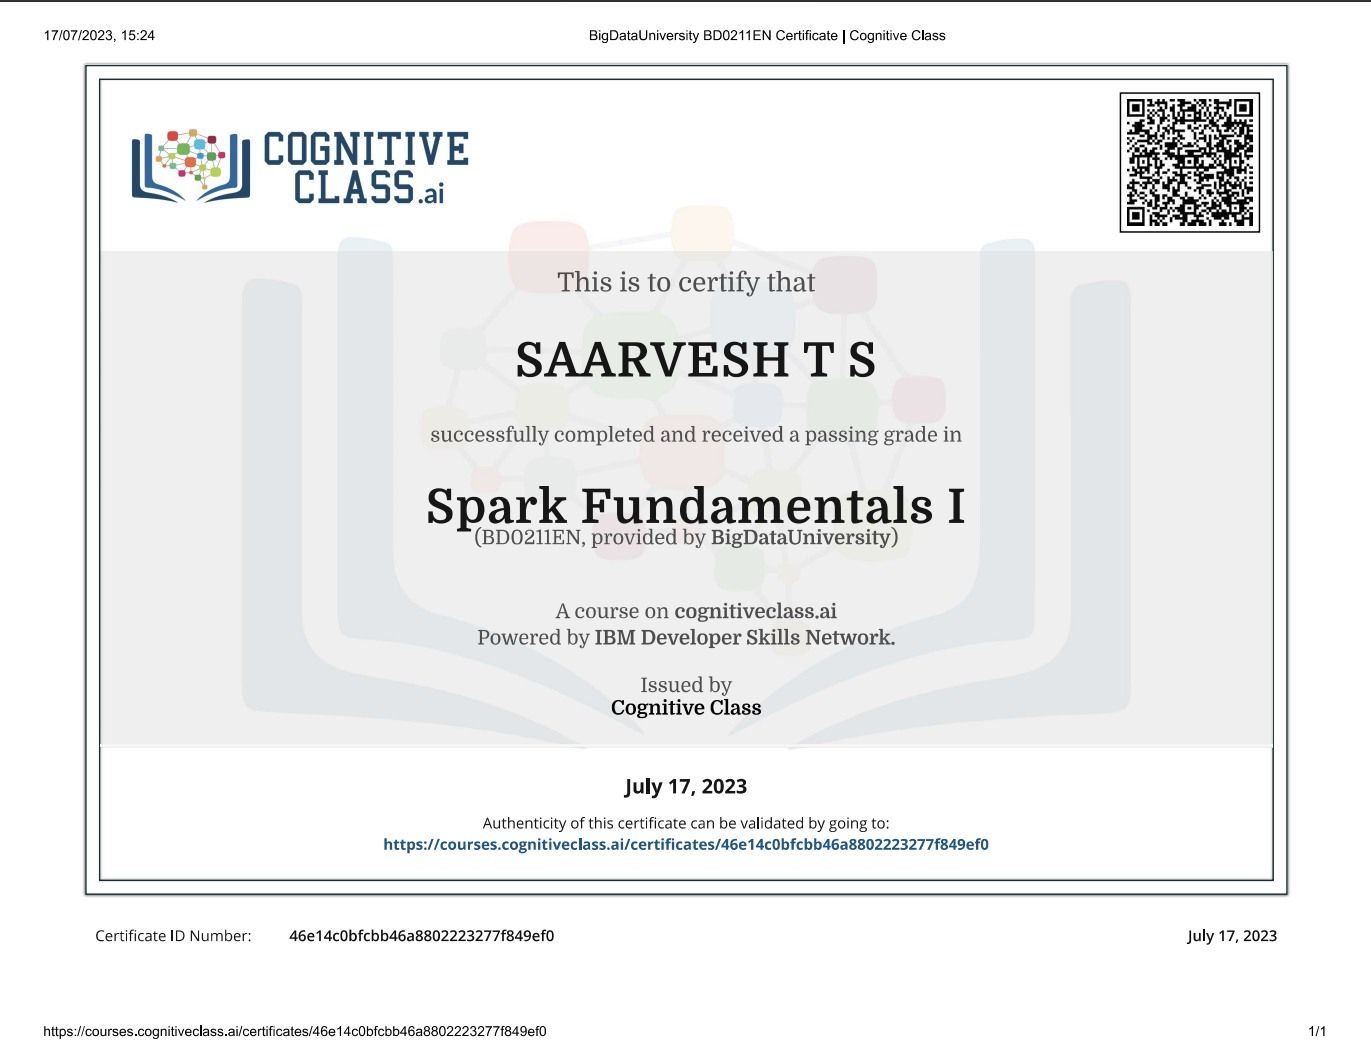 17/07/2023, 15:24
BigDataUniversity BD0211EN Certificate | Cognitive Class
COGNITIVE
CLASS.ai
This is to certify that
SAARVESH T S
successfully completed and received a passing grade in
Spark Fundamentals I
(BD0211EN, provided by BigDataUniversity)
A course on cognitiveclass.ai
Powered by IBM Developer Skills Network.
Issued by
Cognitive Class
July 17, 2023
Authenticity of this certificate can be validated by going to:
https://courses.cognitiveclass.ai/certificates/46e14c0bfcbb46a8802223277f849ef0
Certificate ID Number: 46e14c0bfcbb46a8802223277f849ef0
July 17, 2023
https://courses.cognitiveclass.ai/certificates/46e14c0bfcbb46a8802223277f849ef0
1/1